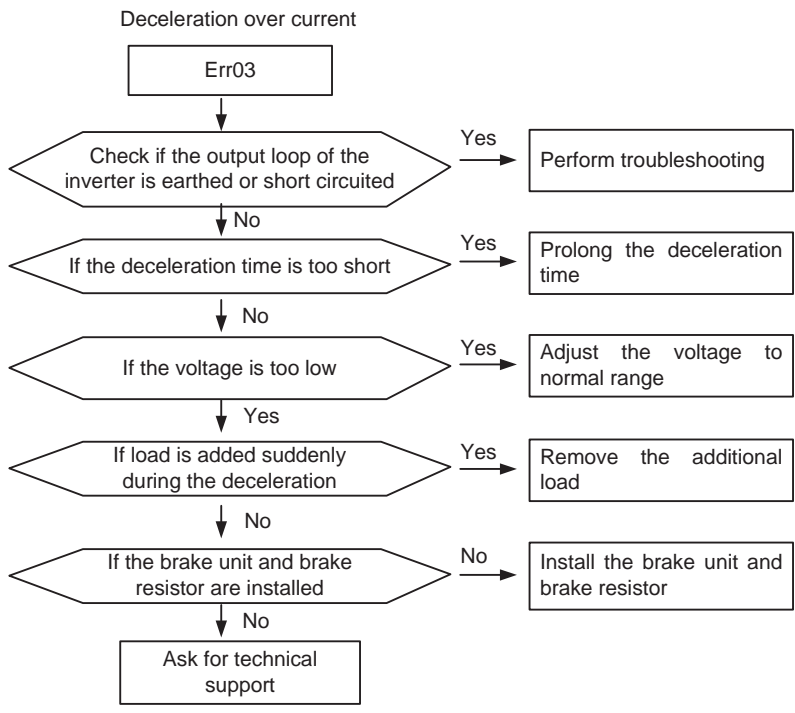 Deceleration over current
Err03
Check if the output loop of the
inverter is earthed or short circuited
Yes
Perform troubleshooting
No
If the deceleration time is too short
Yes
Prolong the deceleration
time
No
If the voltage is too low
Yes
Adjust the voltage to
normal range
Yes
If load is added suddenly
during the deceleration
Yes
Remove the additional
load
No
If the brake unit and brake
resistor are installed
No
Install the brake unit and
brake resistor
No
Ask for technical
support